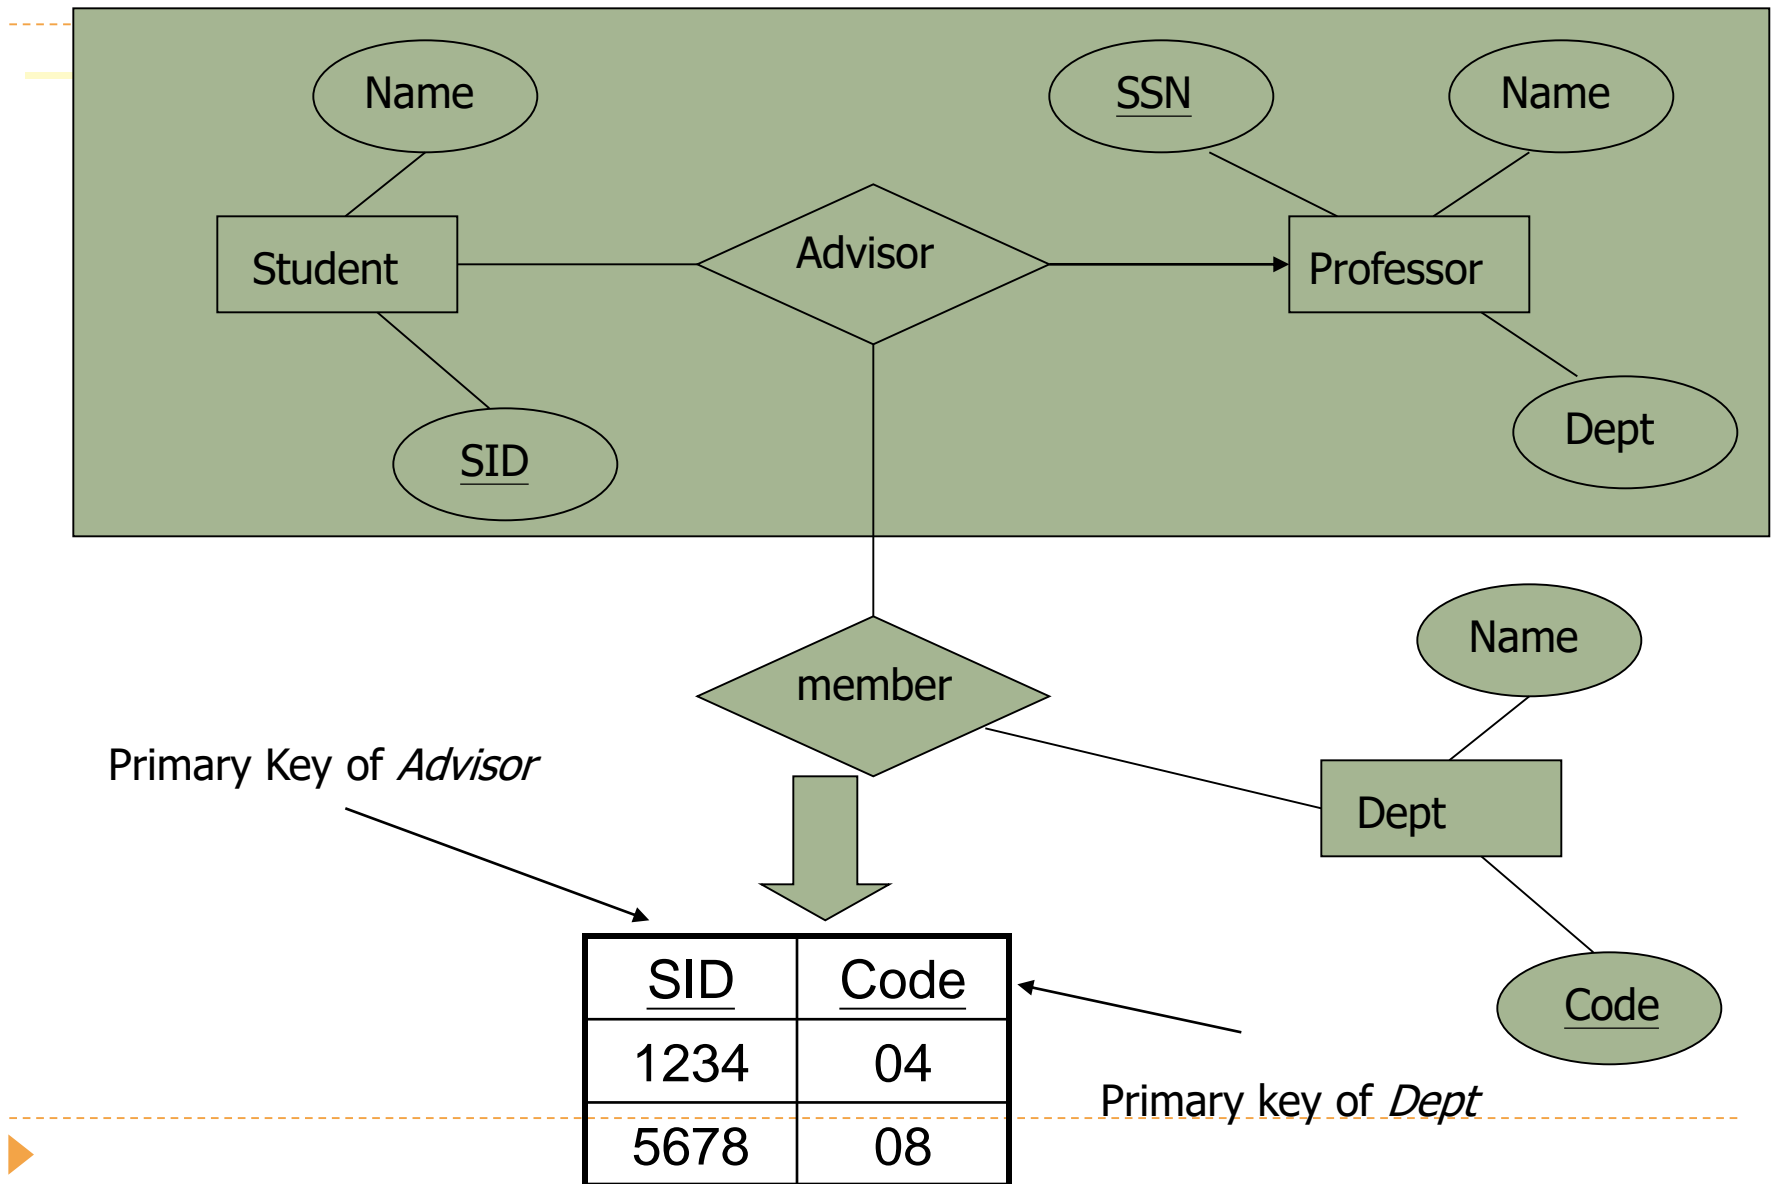 Name
SSN
Name
Student
Advisor
Professor
SID
Dept
member
Name
Primary Key of Advisor
Dept
SID Code
1234 04
5678 08
Code
Primary key of Dept